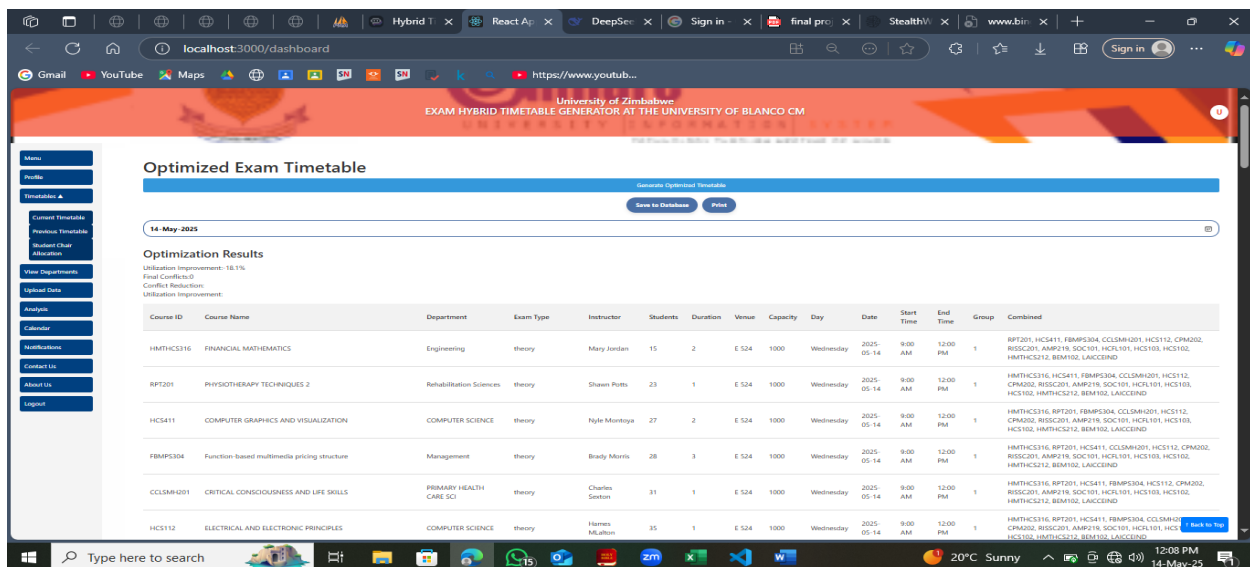 Hybrid Ti
React Ap
DeepSee
Sign in -
final proj
StealthW
www.bin
localhost:3000/dashboard
Sign in
Gmail
YouTube
Maps
SN
SN
k
https://www.youtub...
University of Zimbabwe
EXAM HYBRID TIMETABLE GENERATOR AT THE UNIVERSITY OF BLANCO CM
UNIVERSITY INFORMATION SYSTEM
U
Menu
Profile
Timetables ▲
Current Timetable
Previous Timetable
Student Chair
Allocation
View Departments
Upload Data
Analysis
Calendar
Notifications
Contact Us
About Us
Logout
Optimized Exam Timetable
Generate Optimized Timetable
Save to Database Print
14-May-2025
Optimization Results
Utilization Improvement:-18.1%
Final Conflicts:0
Conflict Reduction:
Utilization Improvement:
Course ID Course Name Department Exam Type Instructor Students Duration Venue Capacity Day Date Start Time End Time Group Combined
HMTHCS316 FINANCIAL MATHEMATICS Engineering theory Mary Jordan 15 2 E 524 1000 Wednesday 2025-05-14 9:00 AM 12:00 PM 1 RPT201, HCS411, FBMPS304, CCLSMH201, HCS112, CPM202,
RISSC201, AMP219, SOC101, HCFL101, HCS103, HCS102,
HMTHCS212, BEM102, LAICCEIND
RPT201 PHYSIOTHERAPY TECHNIQUES 2 Rehabilitation Sciences theory Shawn Potts 23 1 E 524 1000 Wednesday 2025-05-14 9:00 AM 12:00 PM 1 HMTHCS316, HCS411, FBMPS304, CCLSMH201, HCS112,
CPM202, RISSC201, AMP219, SOC101, HCFL101, HCS103,
HCS102, HMTHCS212, BEM102, LAICCEIND
HCS411 COMPUTER GRAPHICS AND VISUALIZATION COMPUTER SCIENCE theory Nyle Montoya 27 2 E 524 1000 Wednesday 2025-05-14 9:00 AM 12:00 PM 1 HMTHCS316, RPT201, FBMPS304, CCLSMH201, HCS112,
CPM202, RISSC201, AMP219, SOC101, HCFL101, HCS103,
HCS102, HMTHCS212, BEM102, LAICCEIND
FBMPS304 Function-based multimedia pricing structure Management theory Brady Morris 28 3 E 524 1000 Wednesday 2025-05-14 9:00 AM 12:00 PM 1 HMTHCS316, RPT201, HCS411, CCLSMH201, HCS112, CPM202,
RISSC201, AMP219, SOC101, HCFL101, HCS103, HCS102,
HMTHCS212, BEM102, LAICCEIND
CCLSMH201 CRITICAL CONSCIOUSNESS AND LIFE SKILLS PRIMARY HEALTH CARE SCI theory Charles Sexton 31 1 E 524 1000 Wednesday 2025-05-14 9:00 AM 12:00 PM 1 HMTHCS316, RPT201, HCS411, FBMPS304, HCS112, CPM202,
RISSC201, AMP219, SOC101, HCFL101, HCS103, HCS102,
HMTHCS212, BEM102, LAICCEIND
HCS112 ELECTRICAL AND ELECTRONIC PRINCIPLES COMPUTER SCIENCE theory Hames MLalton 35 1 E 524 1000 Wednesday 2025-05-14 9:00 AM 12:00 PM 1 HMTHCS316, RPT201, HCS411, FBMPS304, CCLSMH20
CPM202, RISSC201, AMP219, SOC101, HCFL101, HCS1
HCS102, HMTHCS212, BEM102, LAICCEIND
↑ Back to Top
Type here to search
15
zm
20°C Sunny
12:08 PM
14-May-25